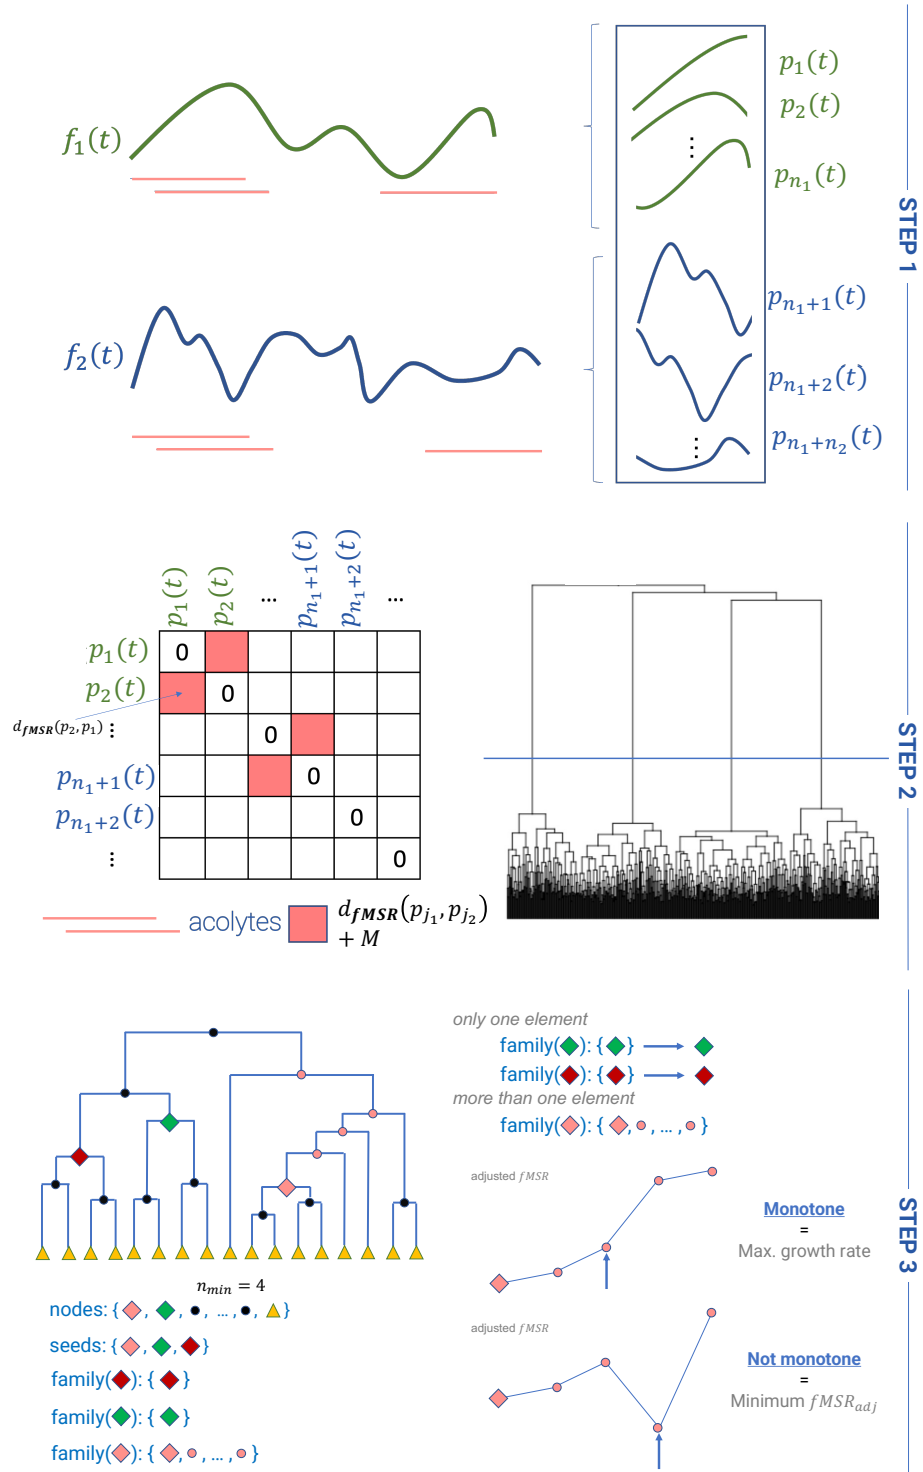 f₁(t)
p₁(t)
p₂(t)
⋮
pₙ₁(t)
STEP 1
f₂(t)
pₙ₁₊₁(t)
pₙ₁₊₂(t)
⋮
pₙ₁₊ₙ₂(t)
p₁(t) p₂(t) ... pₙ₁₊₁(t) pₙ₁₊₂(t) ...
p₁(t) 0
p₂(t) 0
d_fMSR(p₂, p₁) ⋮ 0
pₙ₁₊₁(t) 0
pₙ₁₊₂(t) 0
⋮ 0
STEP 2
acolytes d_fMSR(p_j₁, p_j₂)
+ M
only one element
family(◆): {◆} → ◆
family(◆): {◆} → ◆
more than one element
family(◆): {◆, ●, ..., ●}
adjusted fMSR
Monotone
=
Max. growth rate
STEP 3
n_min = 4
nodes: {◆, ◆, ●, ..., ●, ▲}
seeds: {◆, ◆, ◆}
family(◆): {◆}
family(◆): {◆}
family(◆): {◆, ●, ..., ●}
adjusted fMSR
Not monotone
=
Minimum fMSR_adj